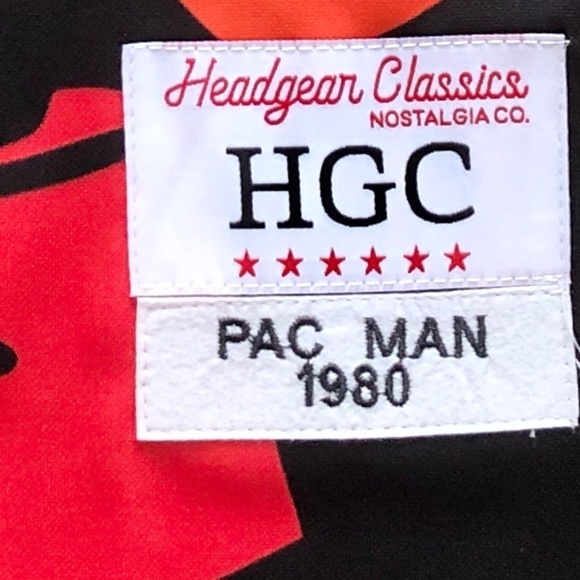 Headgear Classics
NOSTALGIA CO.
HGC
PAC MAN
1980